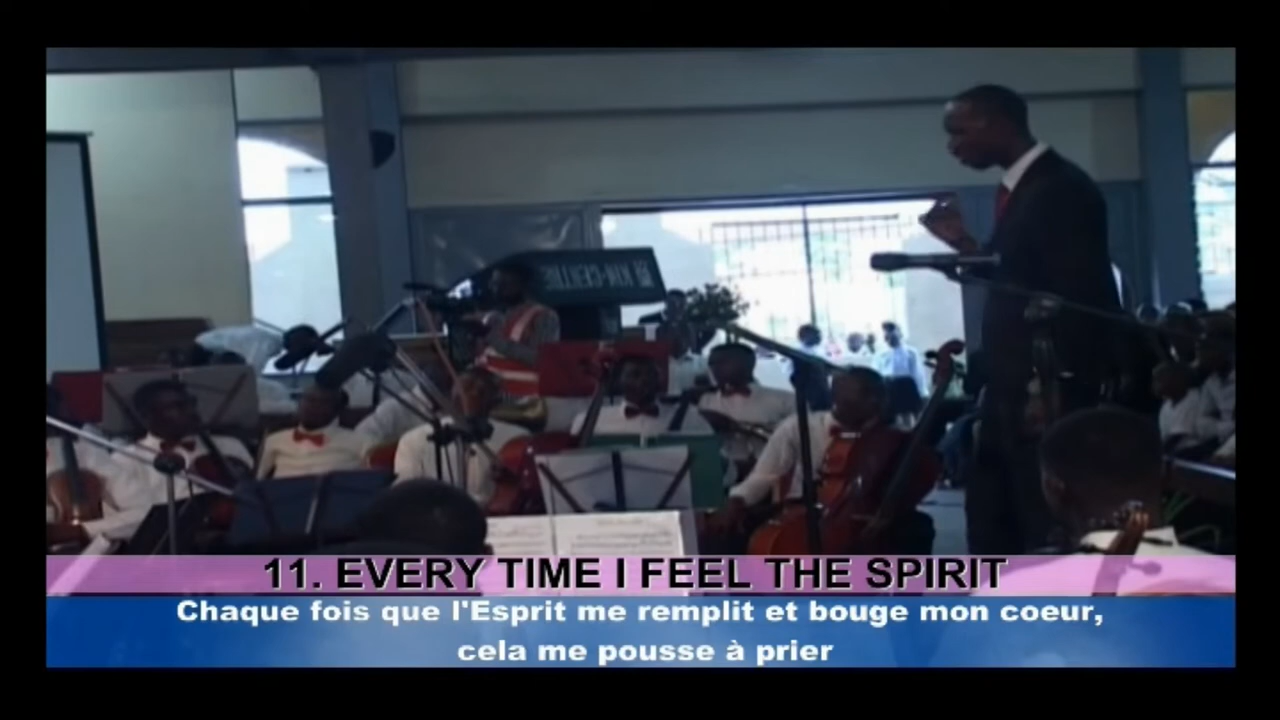 11. EVERY TIME I FEEL THE SPIRIT
Chaque fois que l'Esprit me remplit et bouge mon coeur,
cela me pousse à prier